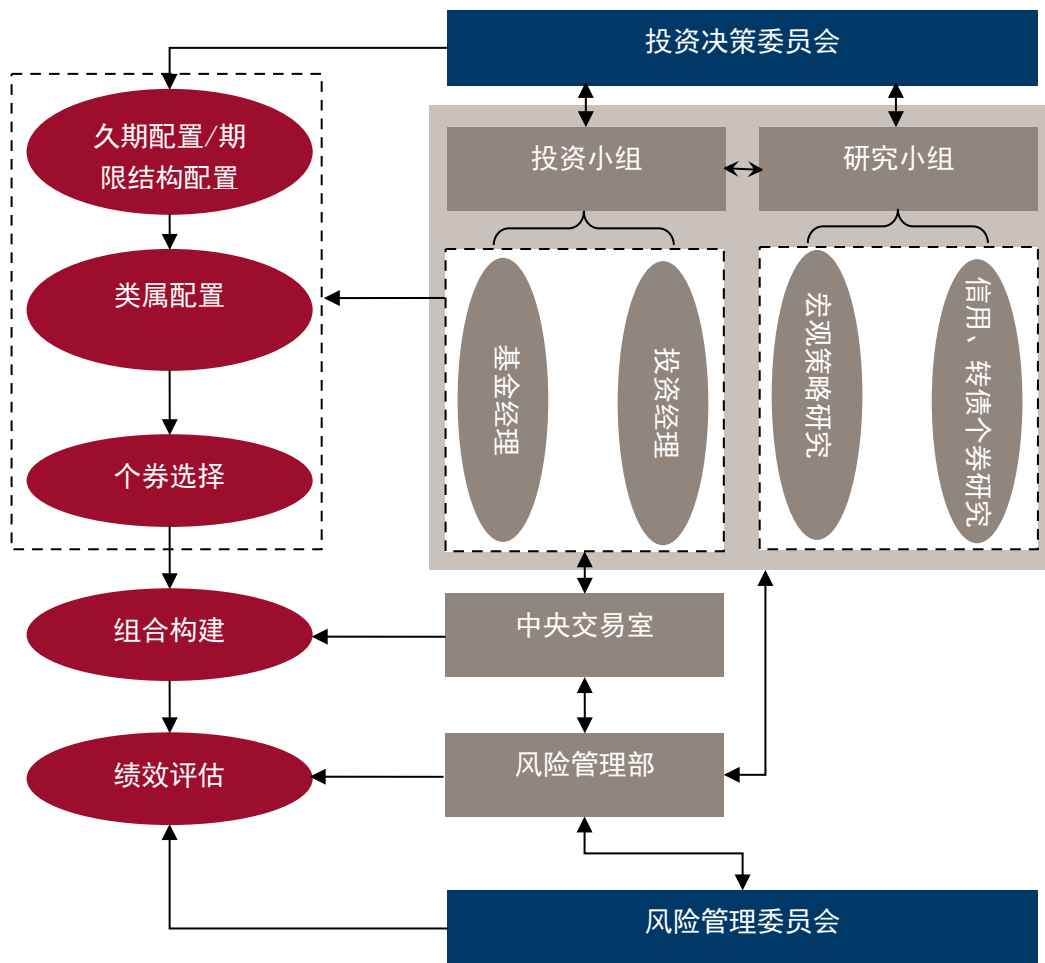 投资决策委员会
久期配置/期
限结构配置
投资小组
研究小组
类属配置
基金经理
投资经理
宏观策略研究
信用、转债个券研究
个券选择
组合构建
中央交易室
绩效评估
风险管理部
风险管理委员会